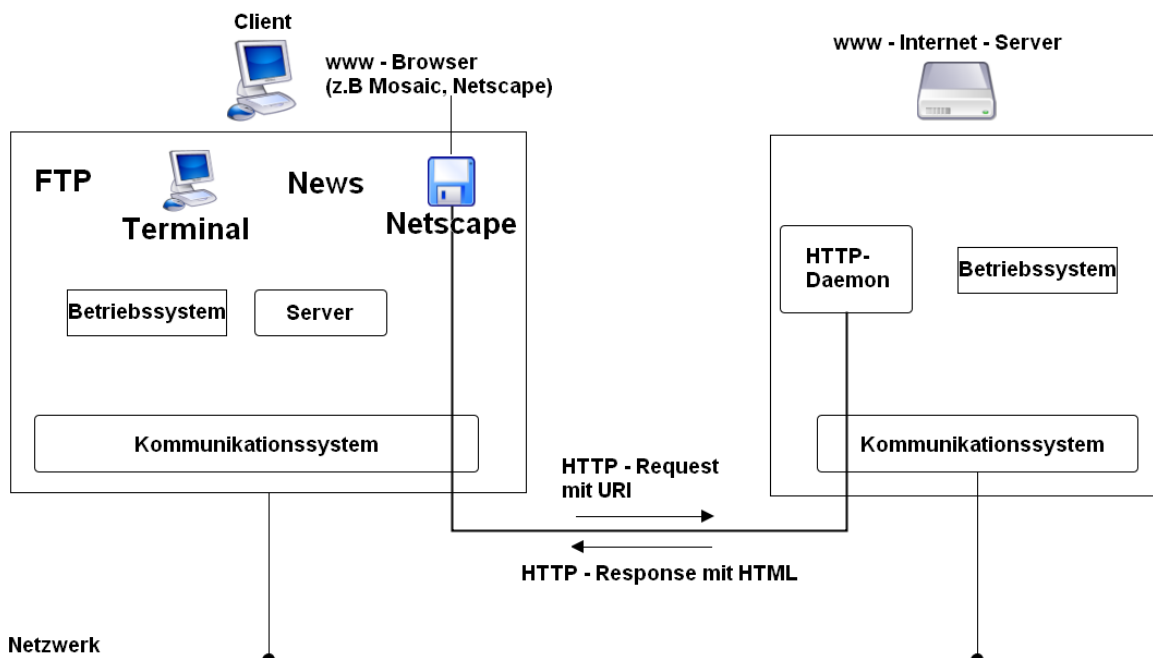 Client
www - Browser
(z.B Mosaic, Netscape)
www - Internet - Server
FTP
Terminal
News
Netscape
Betriebssystem
Server
Kommunikationssystem
HTTP-
Daemon
Betriebssystem
Kommunikationssystem
HTTP - Request
mit URI
HTTP - Response mit HTML
Netzwerk